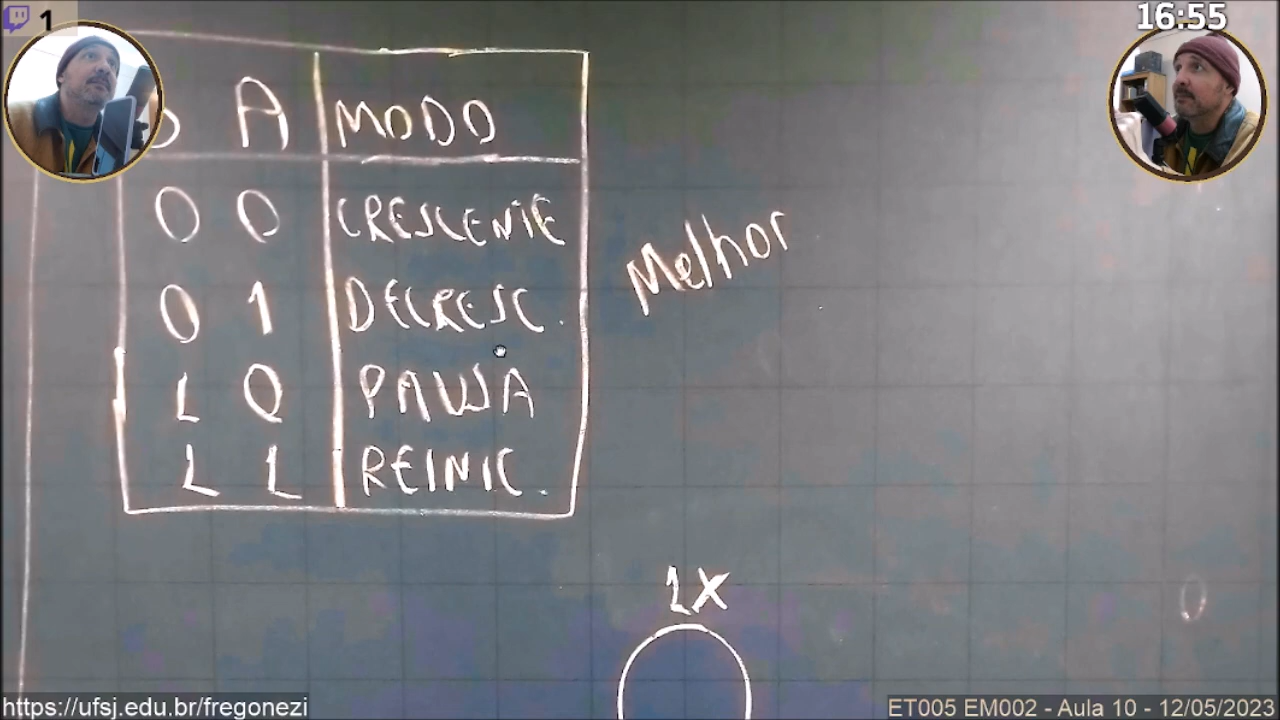 1
16:55
A MODO
0 0 CRESCENTE
0 1 DECRESC.
1 0 PAUSA
1 1 REINIC.
Melhor
1X
0
https://ufsj.edu.br/fregonezi
ET005 EM002 - Aula 10 - 12/05/2023